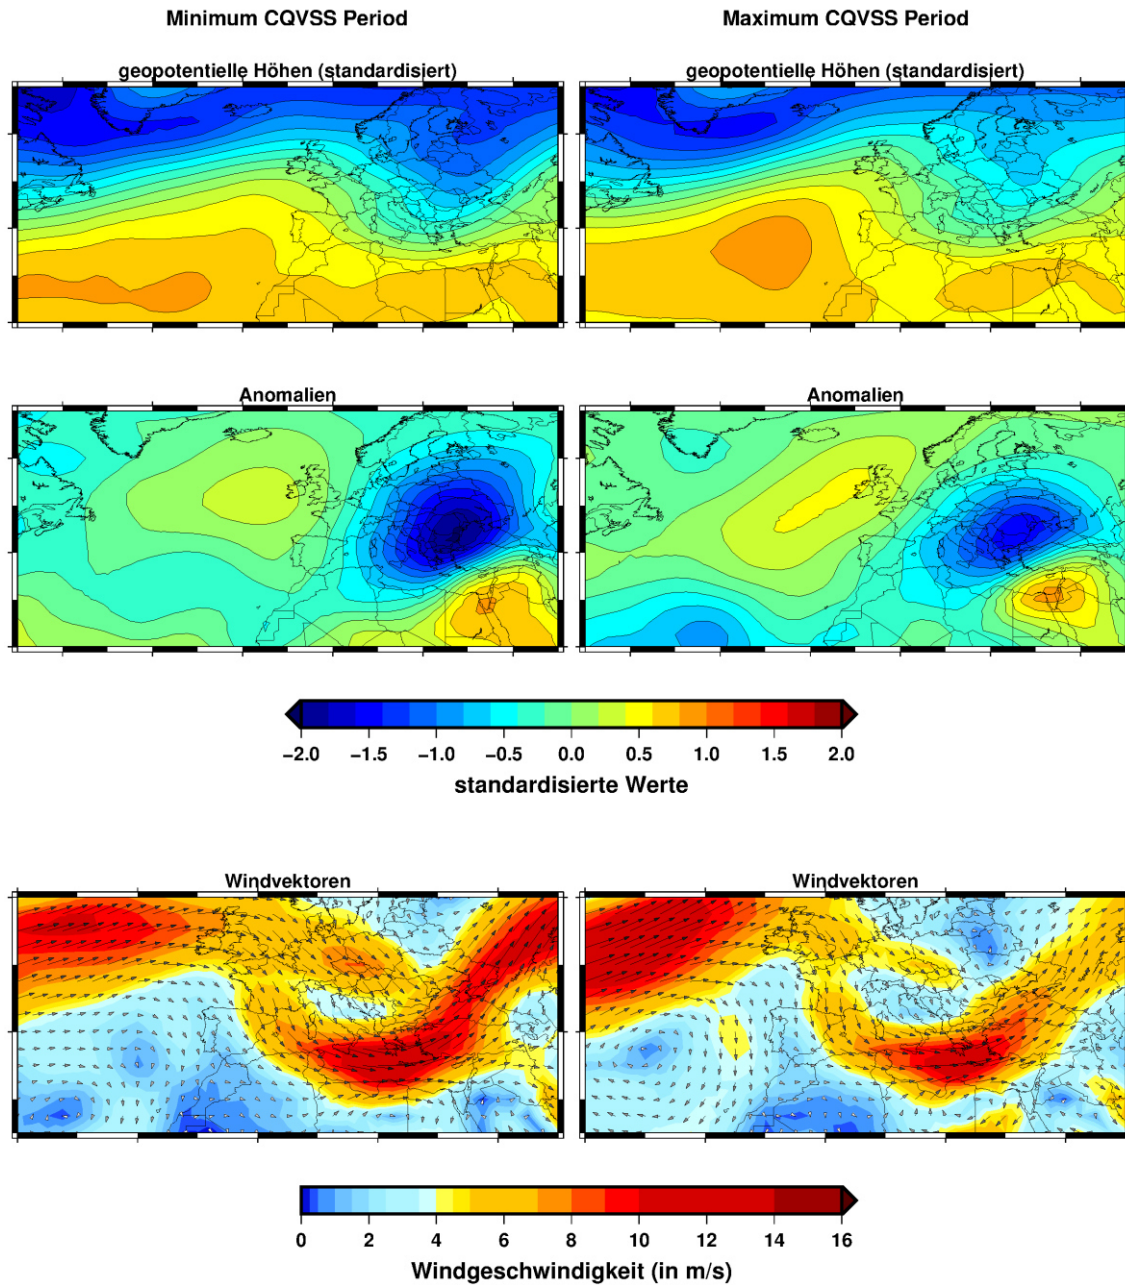 Minimum CQVSS Period
Maximum CQVSS Period
geopotentielle Höhen (standardisiert)
geopotentielle Höhen (standardisiert)
Anomalien
Anomalien
−2.0 −1.5 −1.0 −0.5 0.0 0.5 1.0 1.5 2.0
standardisierte Werte
Windvektoren
Windvektoren
0 2 4 6 8 10 12 14 16
Windgeschwindigkeit (in m/s)